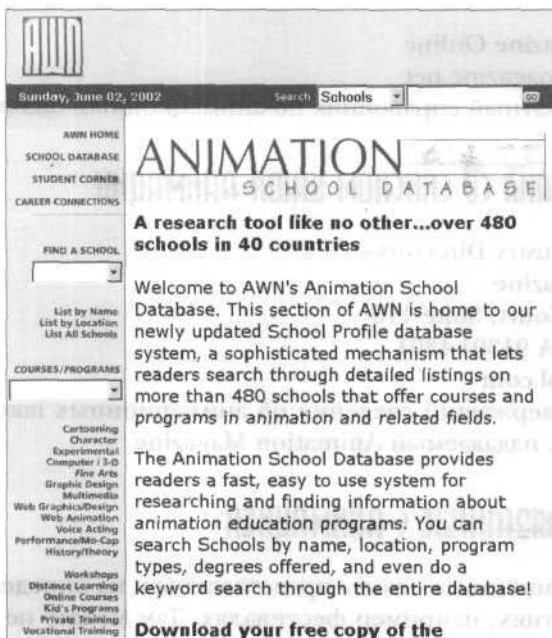 AWN
Sunday, June 02, 2002
Search Schools GO
AWN HOME
SCHOOL DATABASE
STUDENT CORNER
CAREER CONNECTIONS
FIND A SCHOOL
List by Name
List by Location
List All Schools
COURSES/PROGRAMS
Cartooning
Character
Experimental
Computer / 3-D
Fine Arts
Graphic Design
Multimedia
Web Graphics/Design
Web Animation
Voice Acting
Performance/Mo-Cap
History/Theory
Workshops
Distance Learning
Online Courses
Kid's Programs
Private Training
Vocational Training
ANIMATION
SCHOOL DATABASE
A research tool like no other...over 480
schools in 40 countries
Welcome to AWN's Animation School
Database. This section of AWN is home to our
newly updated School Profile database
system, a sophisticated mechanism that lets
readers search through detailed listings on
more than 480 schools that offer courses and
programs in animation and related fields.
The Animation School Database provides
readers a fast, easy to use system for
researching and finding information about
animation education programs. You can
search Schools by name, location, program
types, degrees offered, and even do a
keyword search through the entire database!
Download your free copy of the